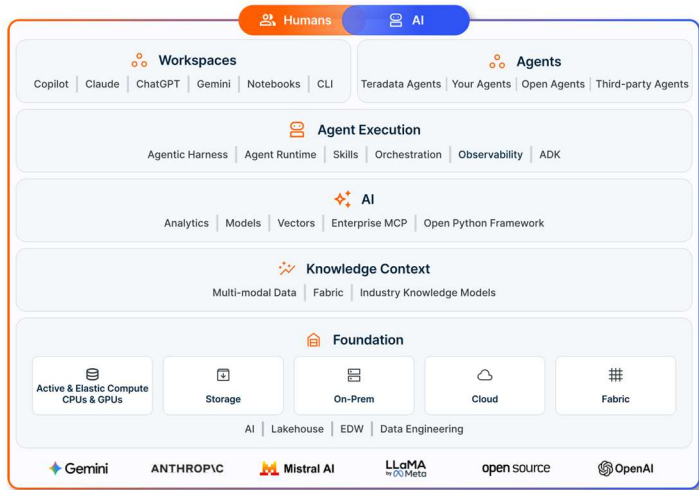 Humans AI
Workspaces
Copilot | Claude | ChatGPT | Gemini | Notebooks | CLI
Agents
Teradata Agents | Your Agents | Open Agents | Third-party Agents
Agent Execution
Agentic Harness | Agent Runtime | Skills | Orchestration | Observability | ADK
AI
Analytics | Models | Vectors | Enterprise MCP | Open Python Framework
Knowledge Context
Multi-modal Data | Fabric | Industry Knowledge Models
Foundation
Active & Elastic Compute
CPUs & GPUs
Storage
On-Prem
Cloud
Fabric
AI | Lakehouse | EDW | Data Engineering
Gemini
ANTHROP\C
Mistral AI
LLaMA
by Meta
open source
OpenAI